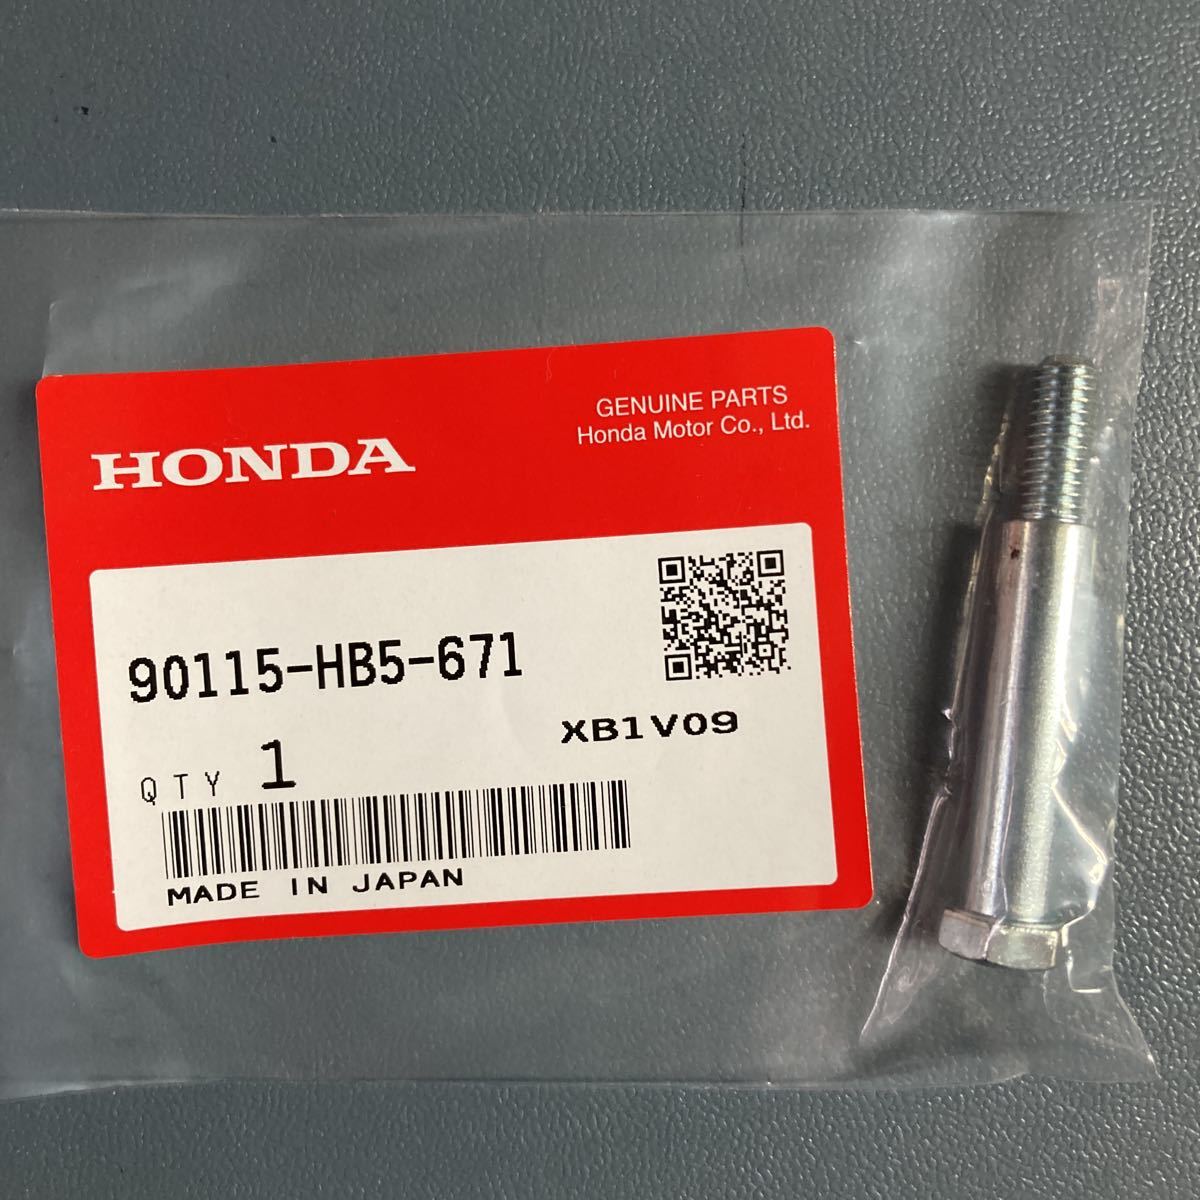 HONDA
GENUINE PARTS
Honda Motor Co., Ltd.
90115-HB5-671
XB1V09
QTY 1
MADE IN JAPAN